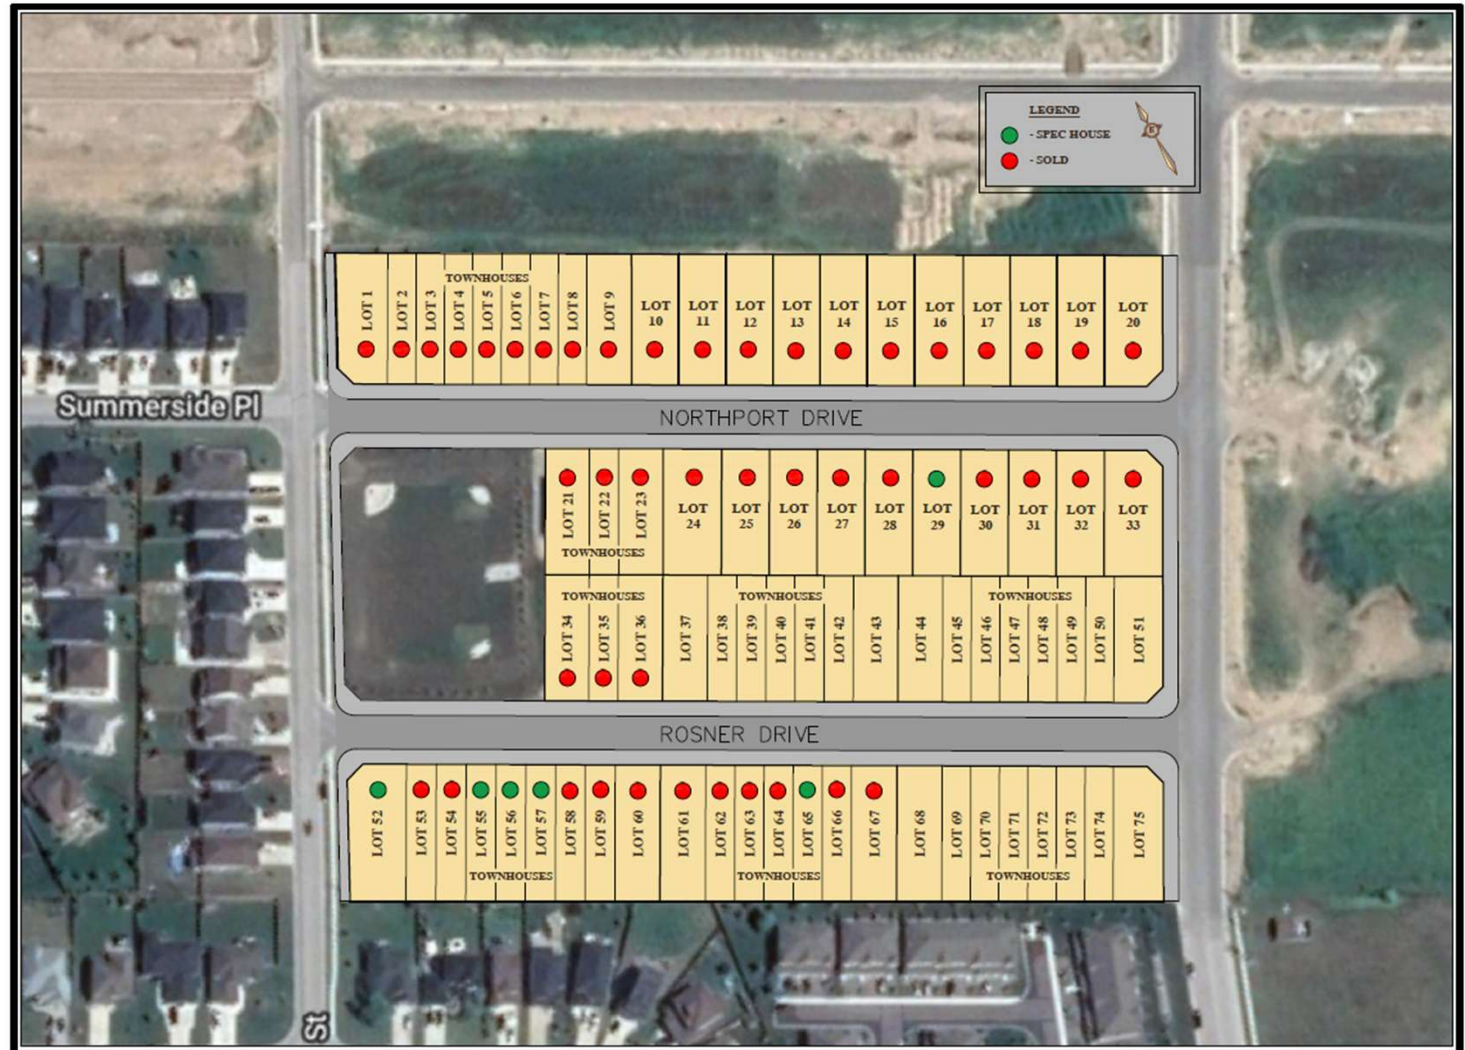 LEGEND
- SPEC HOUSE
- SOLD
TOWNHOUSES
LOT 1
LOT 2
LOT 3
LOT 4
LOT 5
LOT 6
LOT 7
LOT 8
LOT 9
LOT
10
LOT
11
LOT
12
LOT
13
LOT
14
LOT
15
LOT
16
LOT
17
LOT
18
LOT
19
LOT
20
Summerside Pl
NORTHPORT DRIVE
LOT 21
LOT 22
LOT 23
TOWNHOUSES
LOT
24
LOT
25
LOT
26
LOT
27
LOT
28
LOT
29
LOT
30
LOT
31
LOT
32
LOT
33
TOWNHOUSES
TOWNHOUSES
TOWNHOUSES
LOT 34
LOT 35
LOT 36
LOT 37
LOT 38
LOT 39
LOT 40
LOT 41
LOT 42
LOT 43
LOT 44
LOT 45
LOT 46
LOT 47
LOT 48
LOT 49
LOT 50
LOT 51
ROSNER DRIVE
LOT 52
LOT 53
LOT 54
LOT 55
LOT 56
LOT 57
LOT 58
LOT 59
LOT 60
LOT 61
LOT 62
LOT 63
LOT 64
LOT 65
LOT 66
LOT 67
LOT 68
LOT 69
LOT 70
LOT 71
LOT 72
LOT 73
LOT 74
LOT 75
TOWNHOUSES
TOWNHOUSES
TOWNHOUSES
St